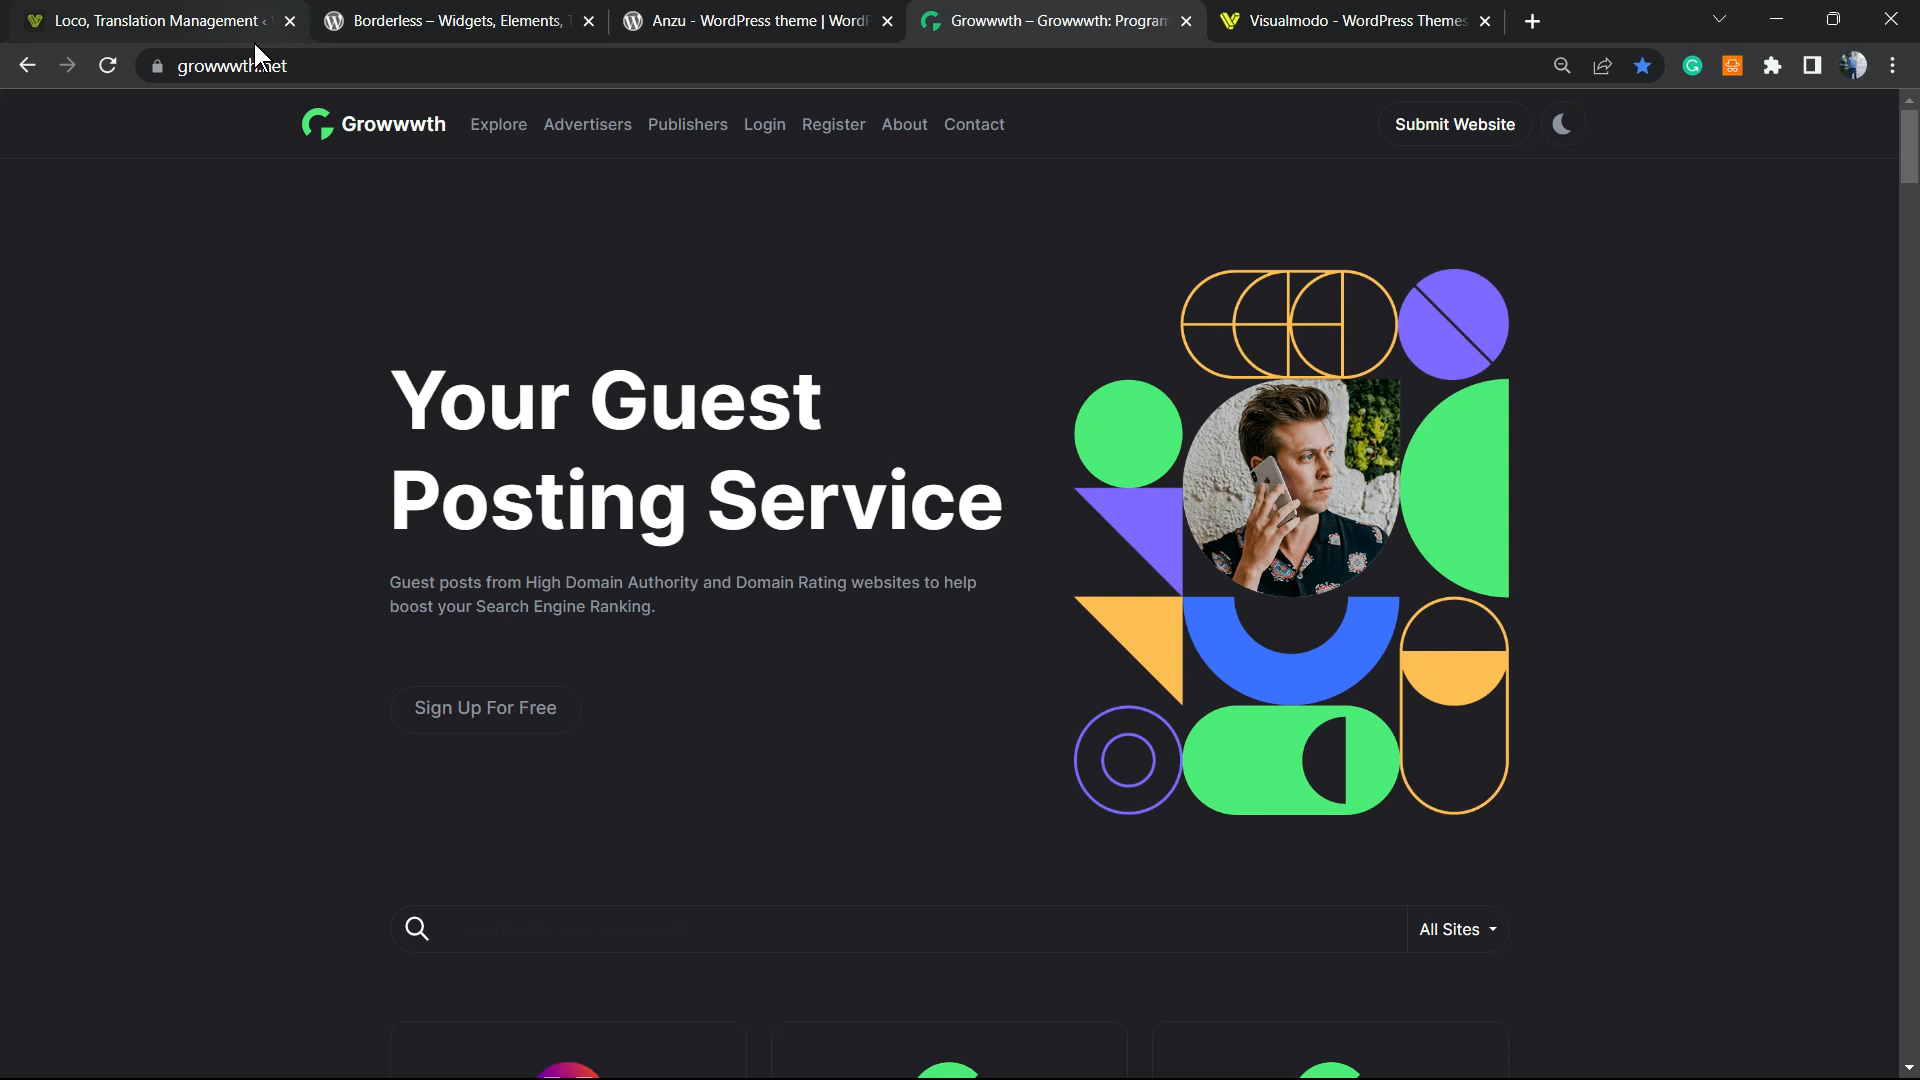 Loco, Translation Management ‹
Borderless – Widgets, Elements,
Anzu - WordPress theme | WordP
Growwwth – Growwwth: Program
Visualmodo - WordPress Themes
growwwth.net
Growwwth
Explore
Advertisers
Publishers
Login
Register
About
Contact
Submit Website
Your Guest
Posting Service
Guest posts from High Domain Authority and Domain Rating websites to help
boost your Search Engine Ranking.
Sign Up For Free
All Sites